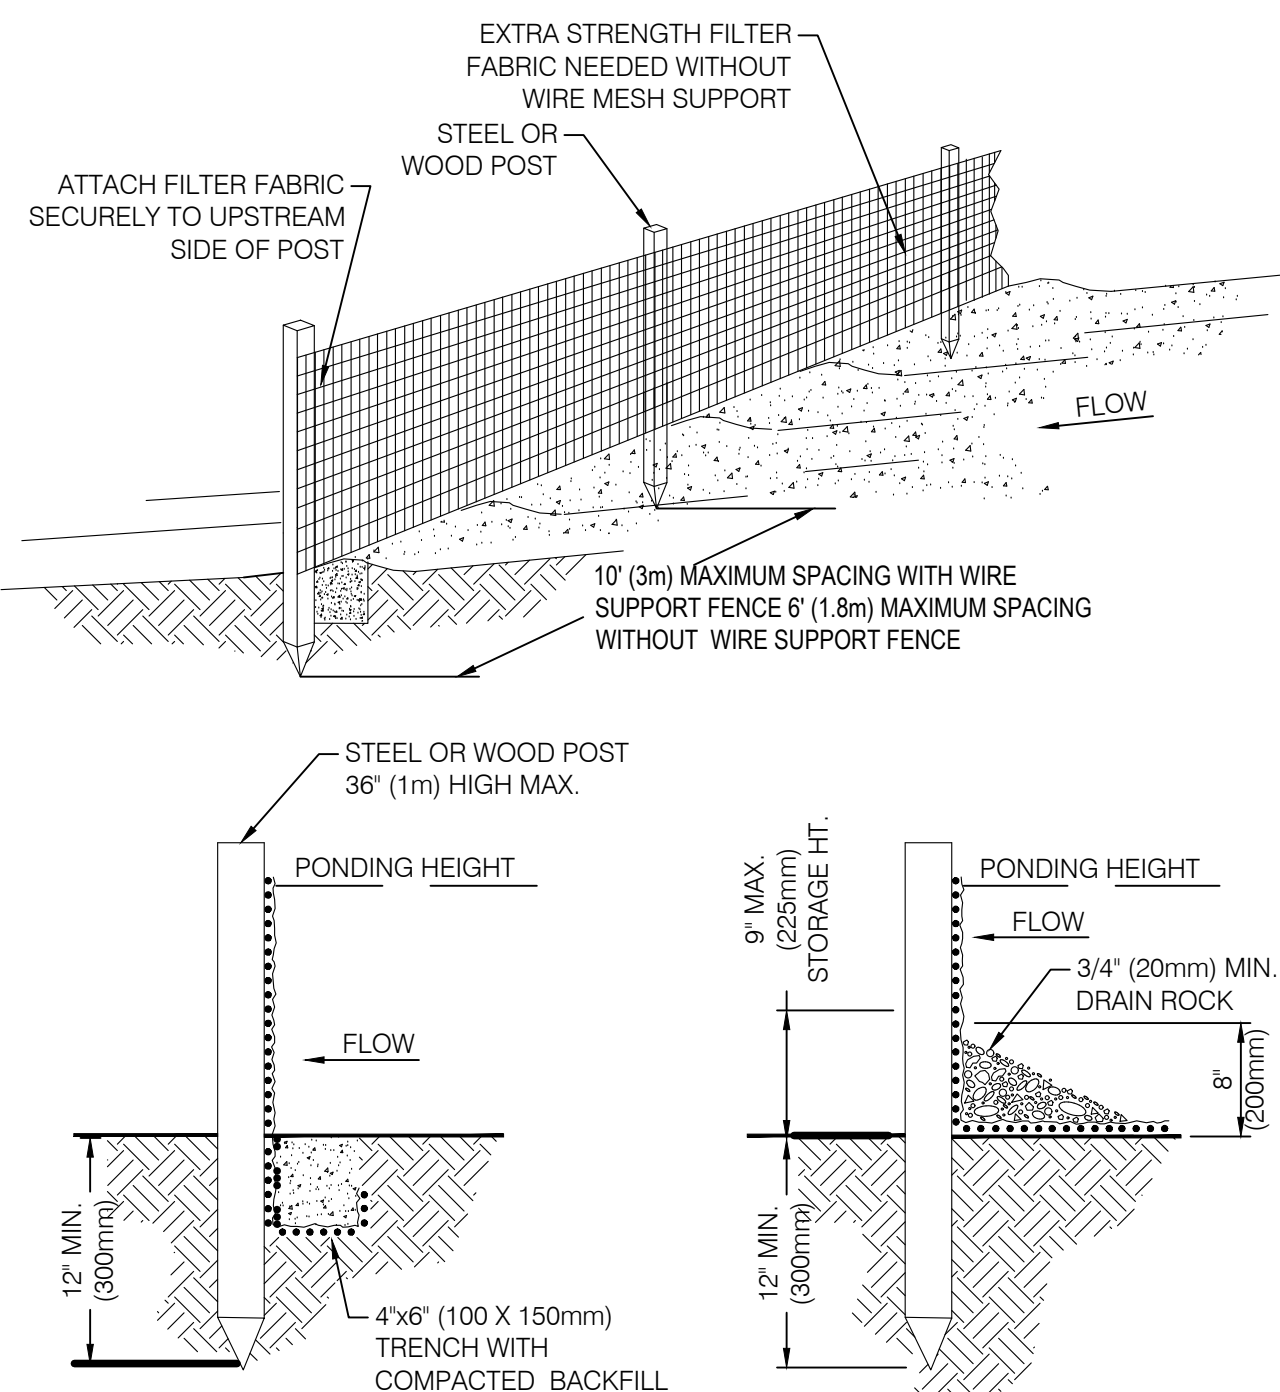 EXTRA STRENGTH FILTER
FABRIC NEEDED WITHOUT
WIRE MESH SUPPORT
STEEL OR
WOOD POST
ATTACH FILTER FABRIC
SECURELY TO UPSTREAM
SIDE OF POST
FLOW
10' (3m) MAXIMUM SPACING WITH WIRE
SUPPORT FENCE 6' (1.8m) MAXIMUM SPACING
WITHOUT WIRE SUPPORT FENCE
STEEL OR WOOD POST
36" (1m) HIGH MAX.
PONDING HEIGHT
FLOW
12" MIN.
(300mm)
4"x6" (100 X 150mm)
TRENCH WITH
COMPACTED BACKFILL
9" MAX.
(225mm)
STORAGE HT.
PONDING HEIGHT
FLOW
3/4" (20mm) MIN.
DRAIN ROCK
8"
(200mm)
12" MIN.
(300mm)